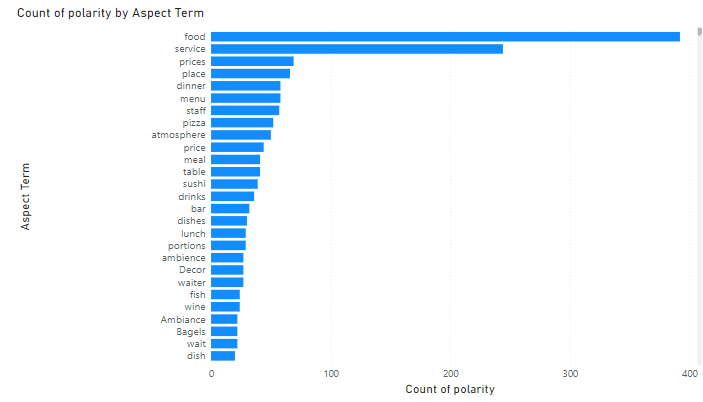 Count of polarity by Aspect Term
food
service
prices
place
dinner
menu
staff
pizza
atmosphere
price
meal
table
sushi
drinks
bar
dishes
lunch
portions
ambience
Decor
waiter
fish
wine
Ambiance
Bagels
wait
dish
Aspect Term
0 100 200 300 400
Count of polarity